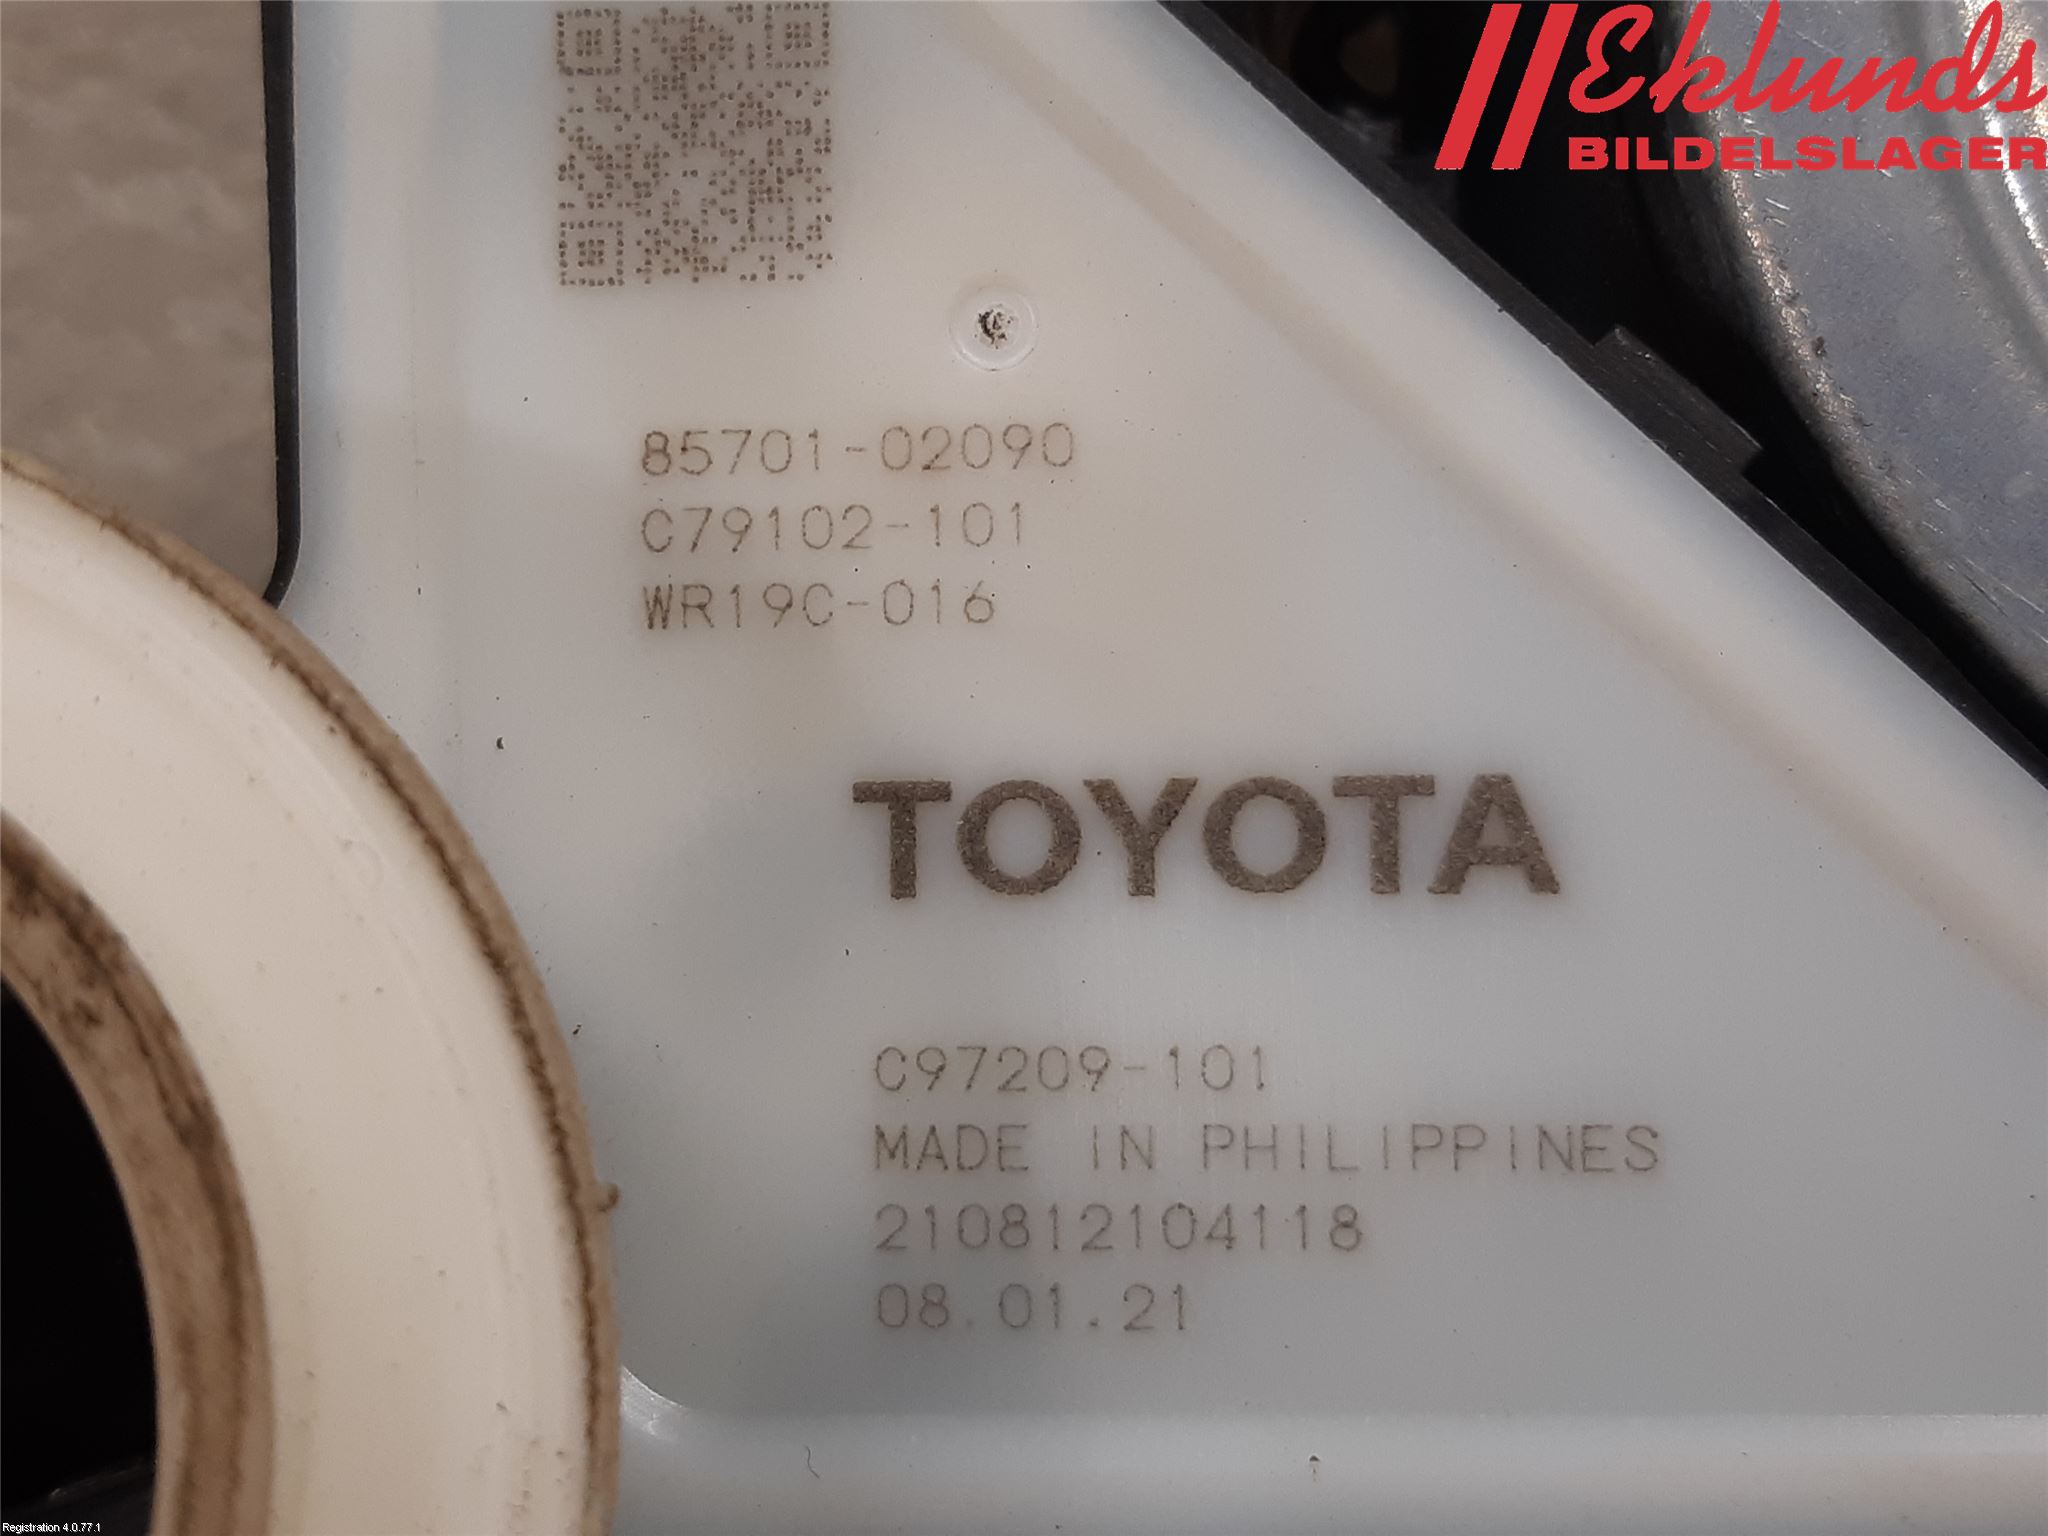 Eklunds
BILDELSLAGER
85701-02090
C79102-101
WR19C-016
TOYOTA
C97209-101
MADE IN PHILIPPINES
210812104118
08.01.21
Registration 4.0.77.1